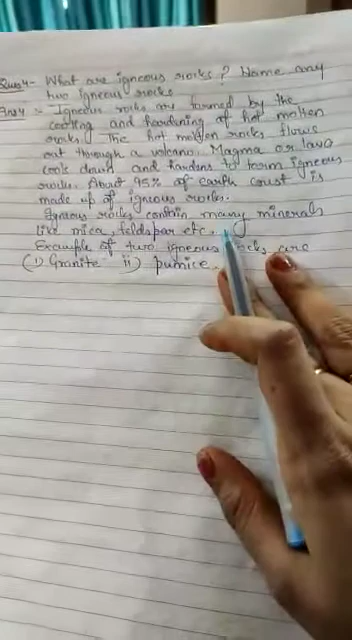 Ques4- What are igneous rocks? Name any
two igneous rocks
Ans4:- Igneous rocks are formed by the
cooling and hardening of hot molten
rocks. The hot molden rocks flows
out through a volcano. Magma or lava
cools down and hardens to form igneous
rocks. About 95% of earth crust is
made up of igneous rocks.
Igneous rocks contain many minerals
like mica, feldspar etc.
Example of two igneous rocks are
(i) Granite ii) pumice.